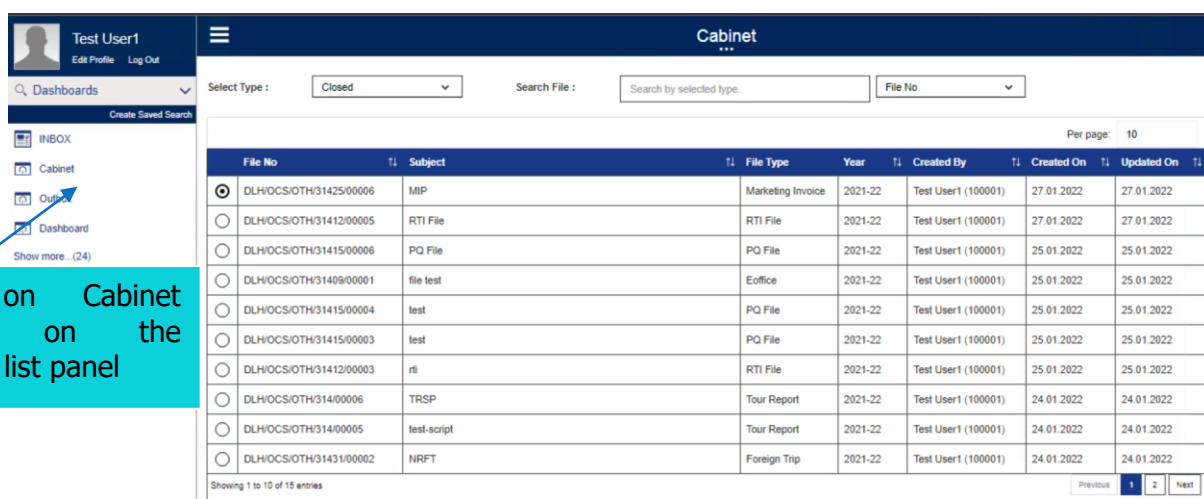 Test User1
Edit Profile Log Out
Cabinet
Dashboards
Create Saved Search
INBOX
Cabinet
Dashboard
Show more...(24)
on Cabinet
on the
list panel
Select Type : Closed Search File : Search by selected type.. File No
Per page: 10
File No Subject File Type Year Created By Created On Updated On
DLH/OCS/OTH/31425/00006 MIP Marketing Invoice 2021-22 Test User1 (100001) 27.01.2022 27.01.2022
DLH/OCS/OTH/31412/00005 RTI File RTI File 2021-22 Test User1 (100001) 27.01.2022 27.01.2022
DLH/OCS/OTH/31415/00006 PQ File PQ File 2021-22 Test User1 (100001) 25.01.2022 25.01.2022
DLH/OCS/OTH/31409/00001 file test Eoffice 2021-22 Test User1 (100001) 25.01.2022 25.01.2022
DLH/OCS/OTH/31415/00004 test PQ File 2021-22 Test User1 (100001) 25.01.2022 25.01.2022
DLH/OCS/OTH/31415/00003 test PQ File 2021-22 Test User1 (100001) 25.01.2022 25.01.2022
DLH/OCS/OTH/31412/00003 rti RTI File 2021-22 Test User1 (100001) 25.01.2022 25.01.2022
DLH/OCS/OTH/314/00006 TRSP Tour Report 2021-22 Test User1 (100001) 24.01.2022 24.01.2022
DLH/OCS/OTH/314/00005 test-script Tour Report 2021-22 Test User1 (100001) 24.01.2022 24.01.2022
DLH/OCS/OTH/31431/00002 NRFT Foreign Trip 2021-22 Test User1 (100001) 24.01.2022 24.01.2022
Showing 1 to 10 of 15 entries Previous 1 2 Next